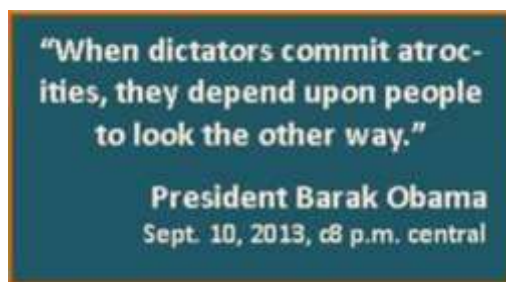 “When dictators commit atroc-
ities, they depend upon people
to look the other way.”
President Barak Obama
Sept. 10, 2013, c8 p.m. central